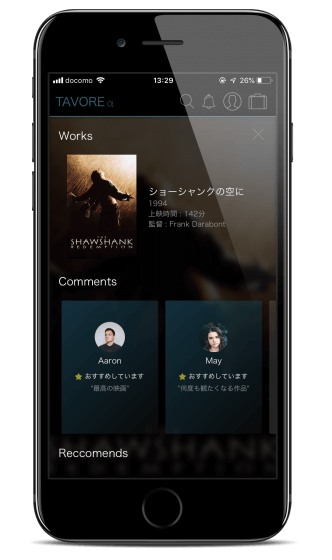 docomo 13:29 26%
TAVORE α
Works
THE
SHAWSHANK
REDEMPTION
ショーシャンクの空に
1994
上映時間 : 142分
監督 : Frank Darabont
Comments
Aaron
おすすめしています
"最高の映画"
May
おすすめしています
"何度も観たくなる作品"
Reccomends